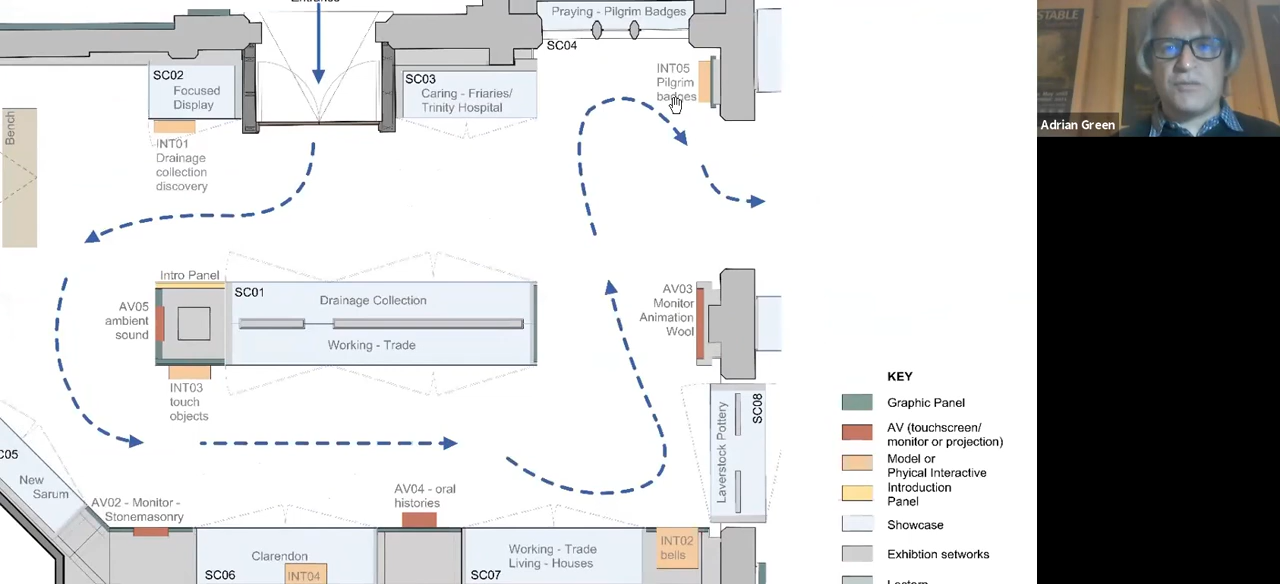 Entrance
Praying - Pilgrim Badges
SC04
STABLE
SC02
Focused
Display
SC03
Caring - Friaries/
Trinity Hospital
INT05
Pilgrim
badges
Adrian Green
Bench
INT01
Drainage
collection
discovery
Intro Panel
SC01
Drainage Collection
Working - Trade
AV05
ambient
sound
AV03
Monitor
Animation
Wool
INT03
touch
objects
KEY
Graphic Panel
AV (touchscreen/
monitor or projection)
Model or
Phyical Interactive
Introduction
Panel
Showcase
Exhibition setworks
SC08
Laverstock Pottery
C05
New
Sarum
AV02 - Monitor -
Stonemasonry
AV04 - oral
histories
Clarendon
SC06
INT04
Working - Trade
Living - Houses
SC07
INT02
bells